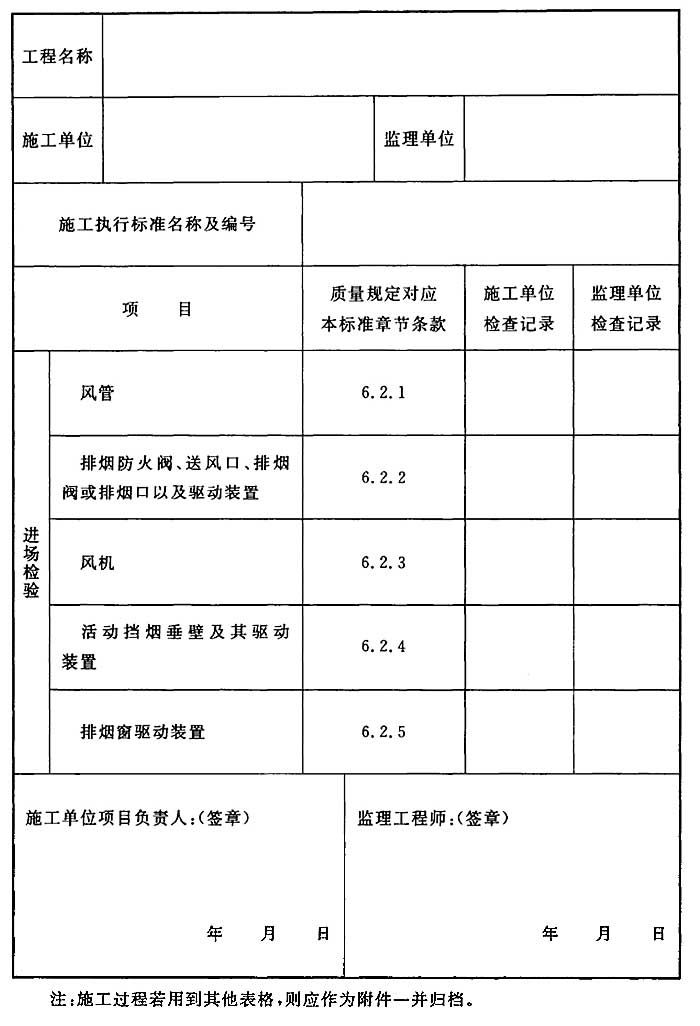 工程名称
施工单位
监理单位
施工执行标准名称及编号
项 目
质量规定对应
本标准章节条款
施工单位
检查记录
监理单位
检查记录
进场检验
风管
6.2.1
排烟防火阀、送风口、排烟
阀或排烟口以及驱动装置
6.2.2
风机
6.2.3
活动挡烟垂壁及其驱动
装置
6.2.4
排烟窗驱动装置
6.2.5
施工单位项目负责人:(签章)
年 月 日
监理工程师:(签章)
年 月 日
注:施工过程若用到其他表格,则应作为附件一并归档。